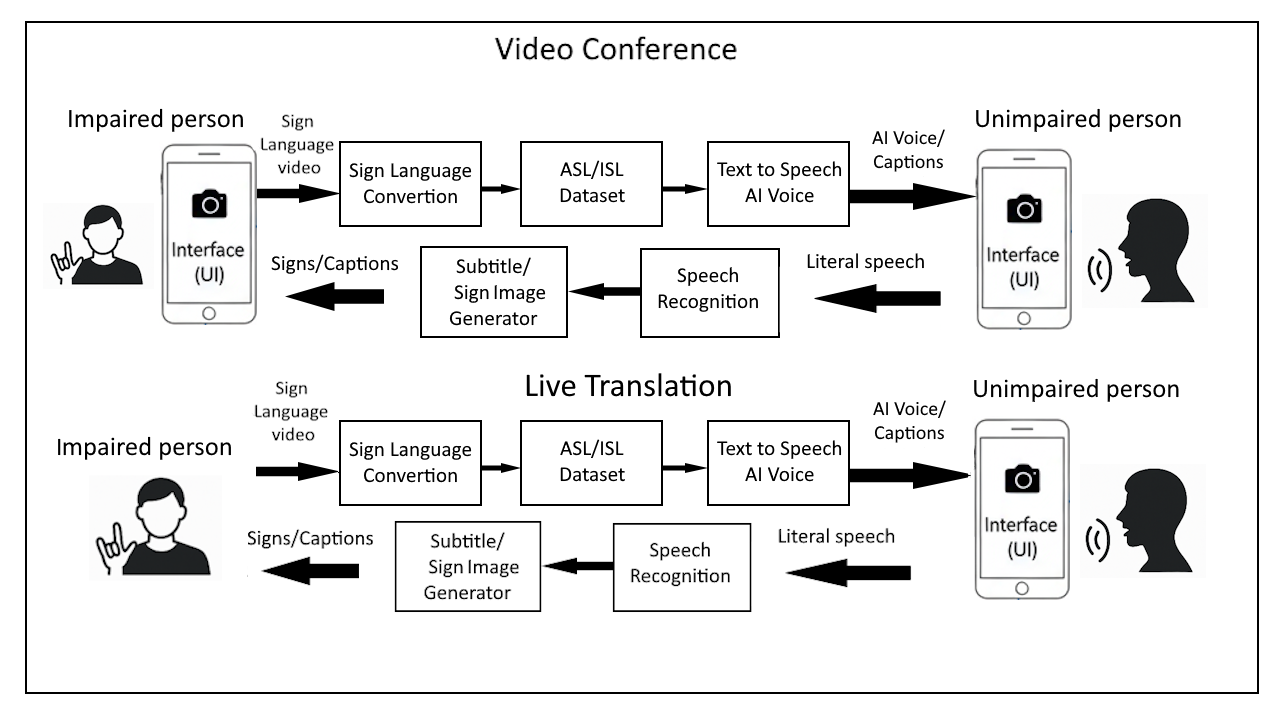 Video Conference
Impaired person
Sign
Language
video
Sign Language
Convertion
ASL/ISL
Dataset
Text to Speech
AI Voice
AI Voice/
Captions
Unimpaired person
Interface
(UI)
Interface
(UI)
Signs/Captions
Subtitle/
Sign Image
Generator
Speech
Recognition
Literal speech
Live Translation
Impaired person
Sign
Language
video
Sign Language
Convertion
ASL/ISL
Dataset
Text to Speech
AI Voice
AI Voice/
Captions
Unimpaired person
Interface
(UI)
Signs/Captions
Subtitle/
Sign Image
Generator
Speech
Recognition
Literal speech